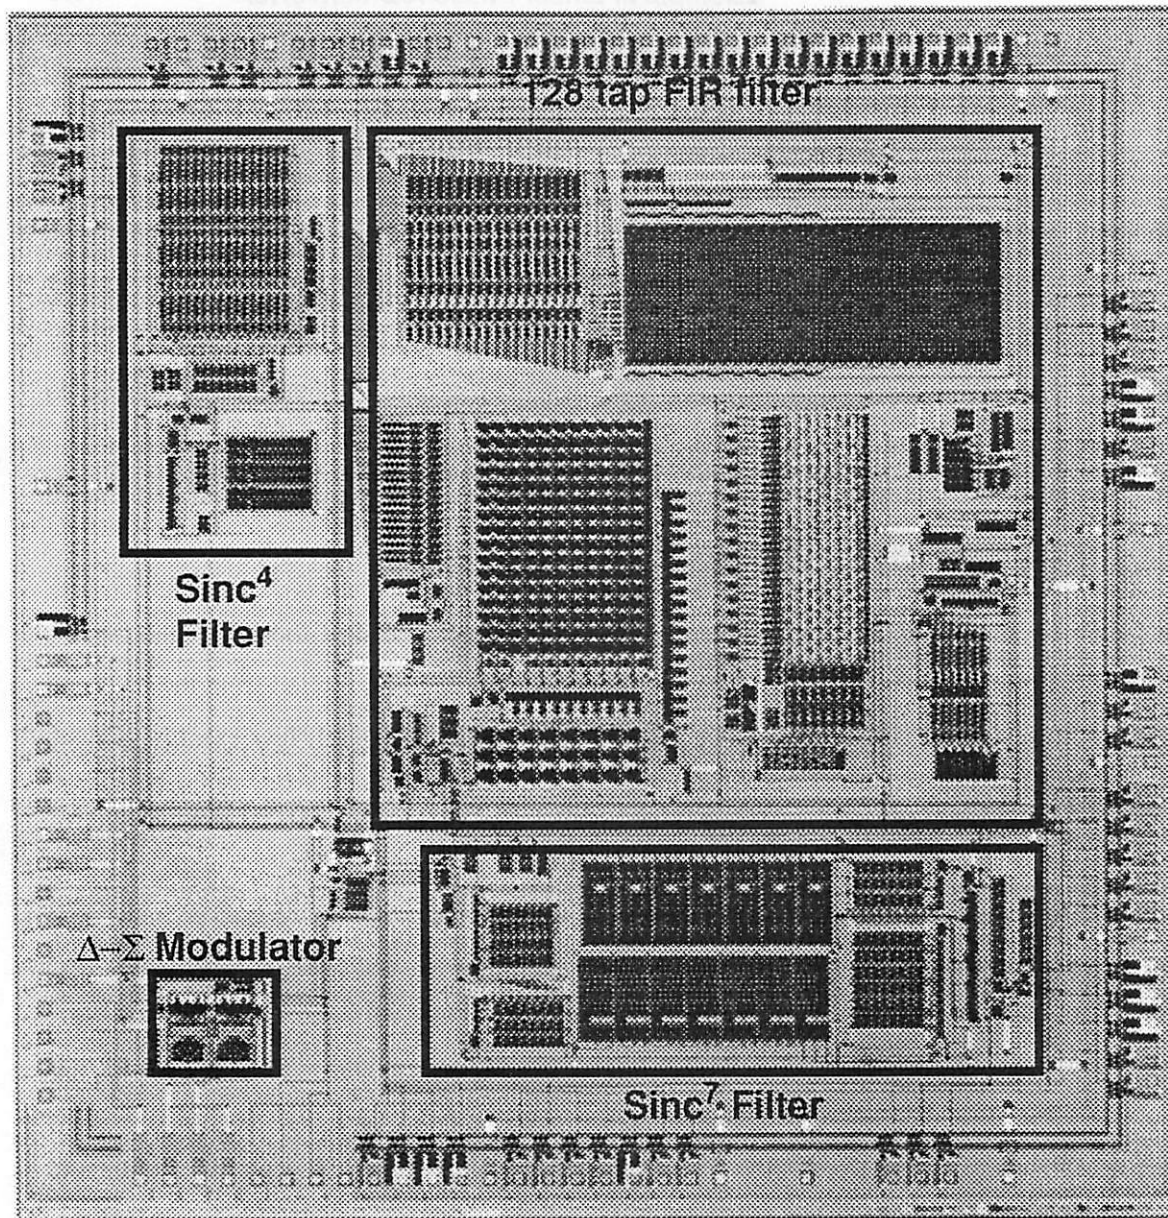 128 tap FIR filter
Sinc⁴
Filter
Δ–Σ Modulator
Sinc⁷ Filter